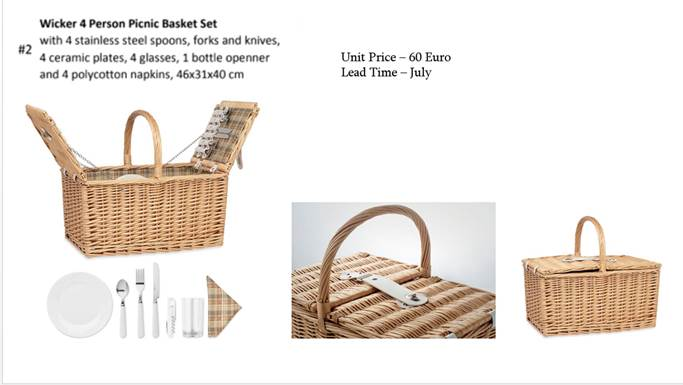 Wicker 4 Person Picnic Basket Set
#2 with 4 stainless steel spoons, forks and knives,
4 ceramic plates, 4 glasses, 1 bottle openner
and 4 polycotton napkins, 46x31x40 cm
Unit Price – 60 Euro
Lead Time – July